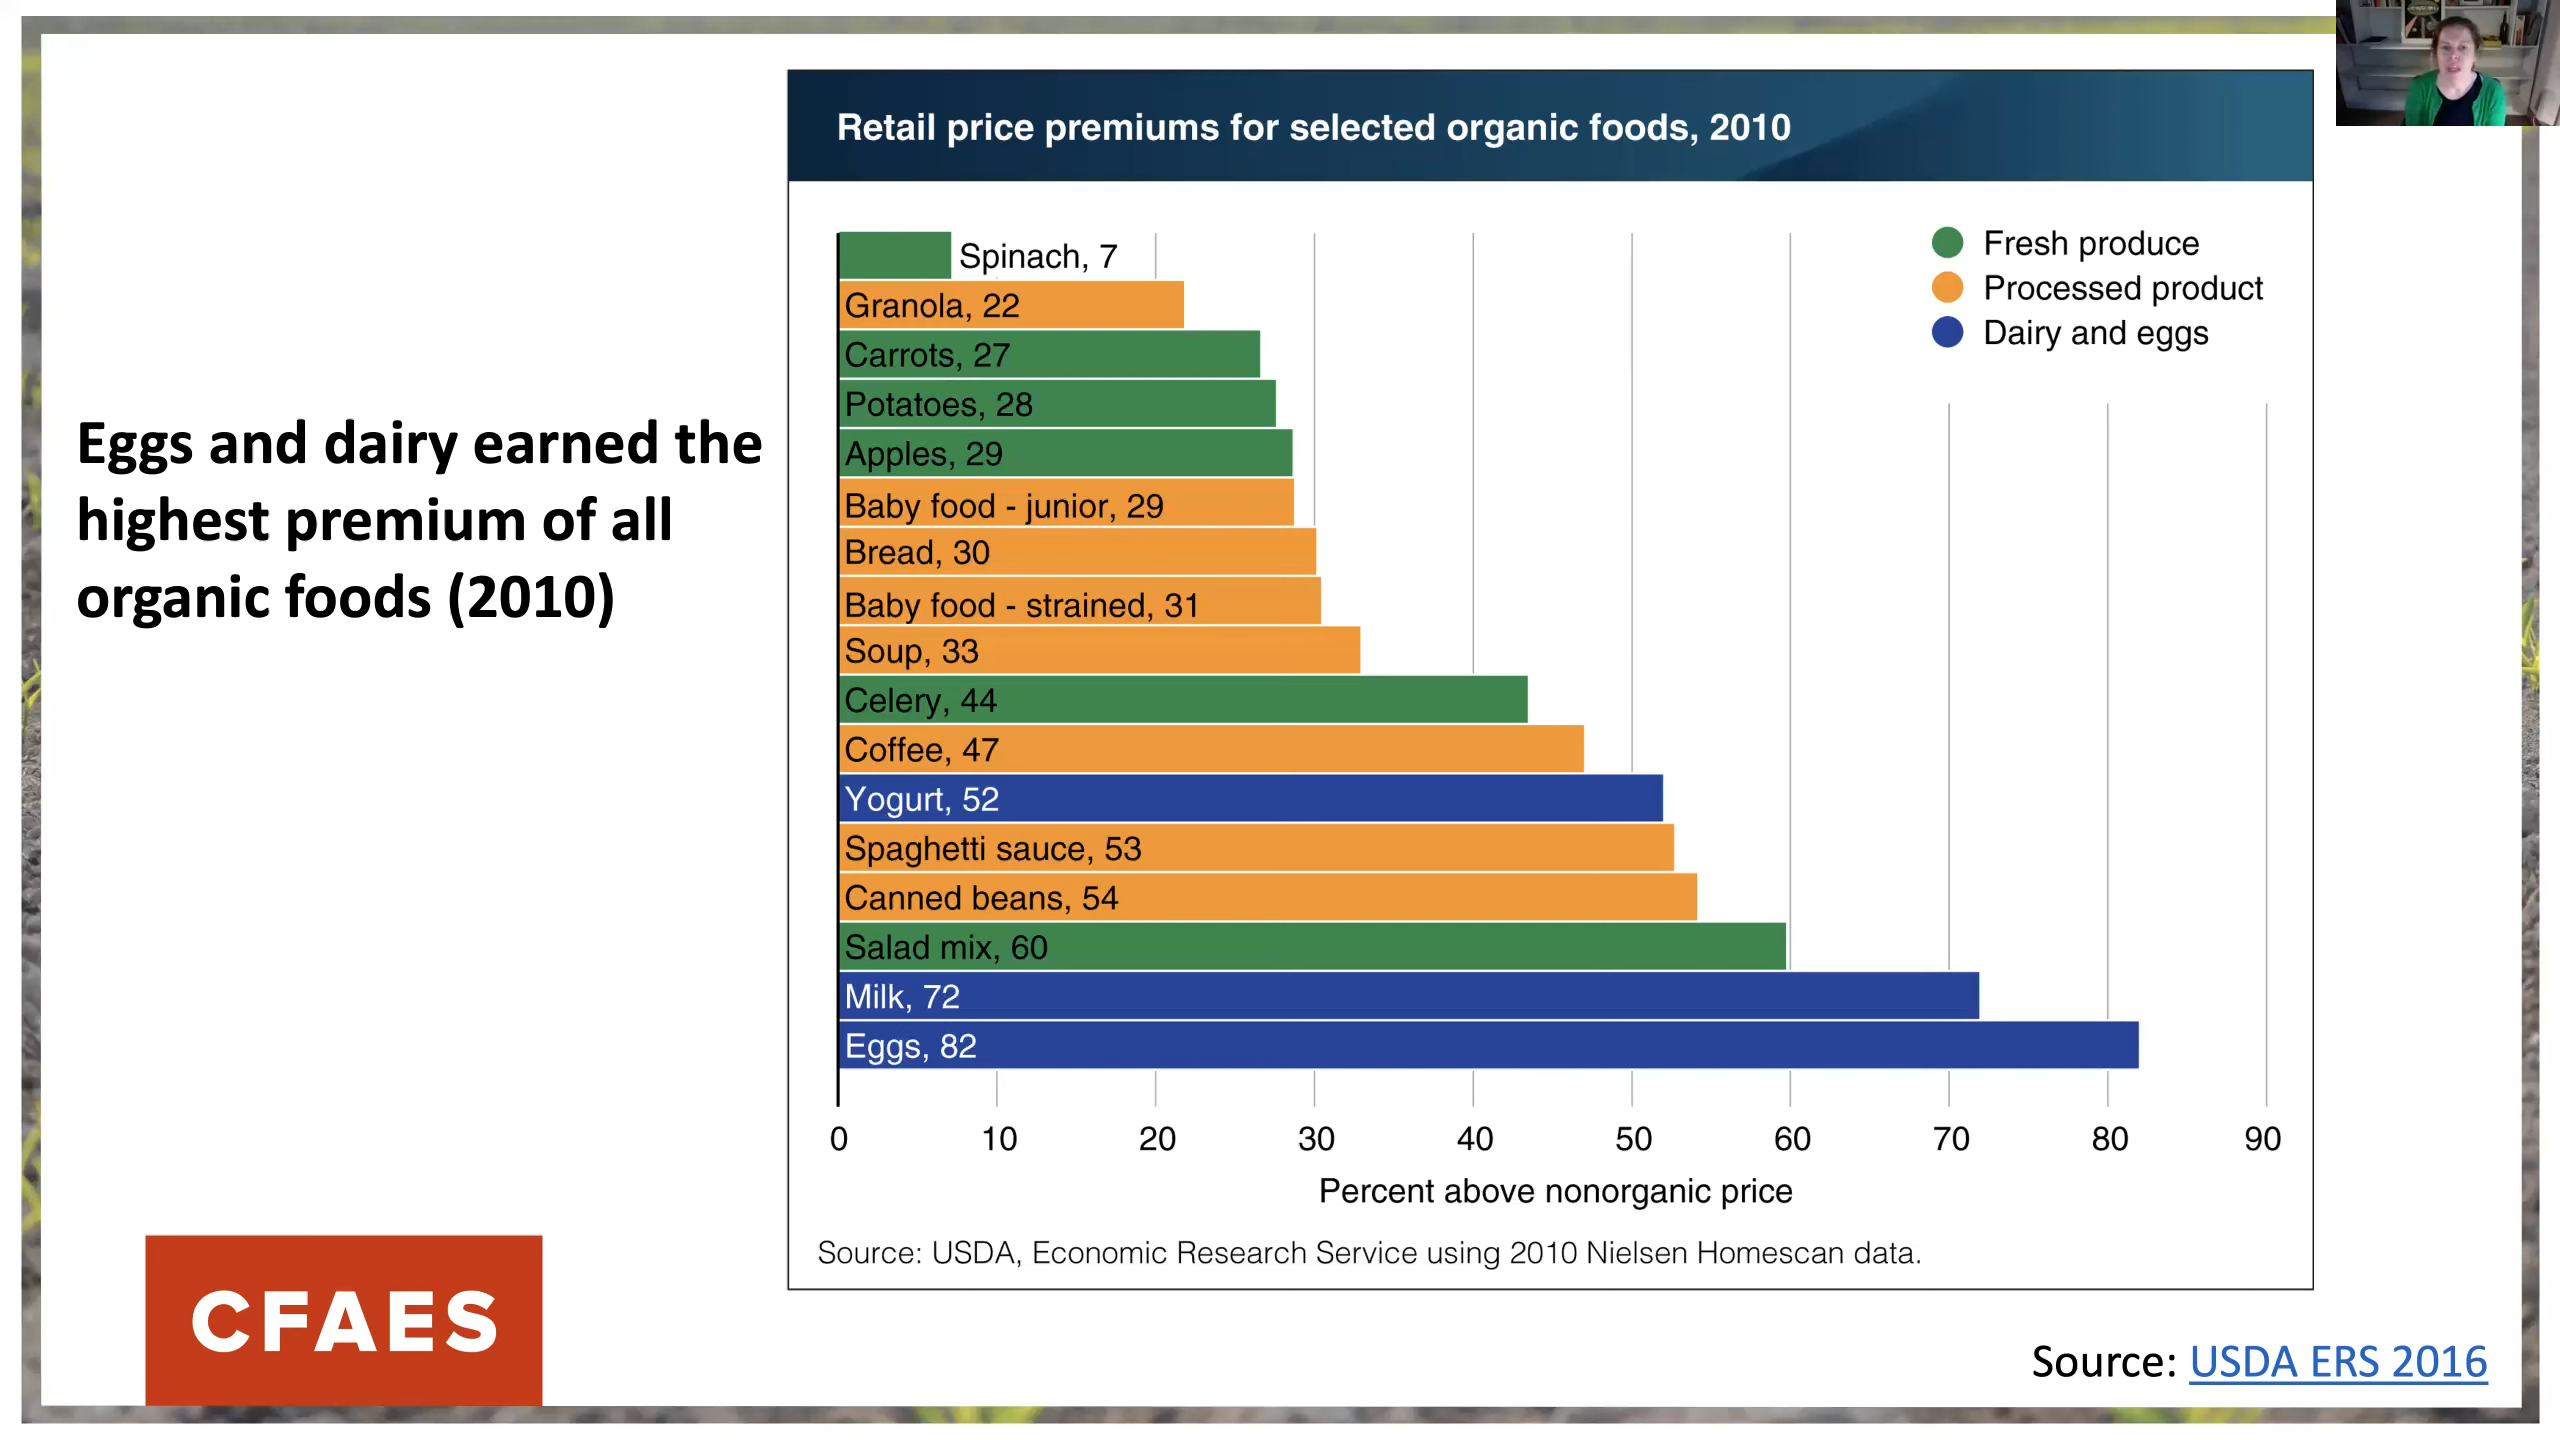 Eggs and dairy earned the
highest premium of all
organic foods (2010)
Retail price premiums for selected organic foods, 2010
Fresh produce
Processed product
Dairy and eggs
Spinach, 7
Granola, 22
Carrots, 27
Potatoes, 28
Apples, 29
Baby food - junior, 29
Bread, 30
Baby food - strained, 31
Soup, 33
Celery, 44
Coffee, 47
Yogurt, 52
Spaghetti sauce, 53
Canned beans, 54
Salad mix, 60
Milk, 72
Eggs, 82
0 10 20 30 40 50 60 70 80 90
Percent above nonorganic price
Source: USDA, Economic Research Service using 2010 Nielsen Homescan data.
CFAES
Source: USDA ERS 2016